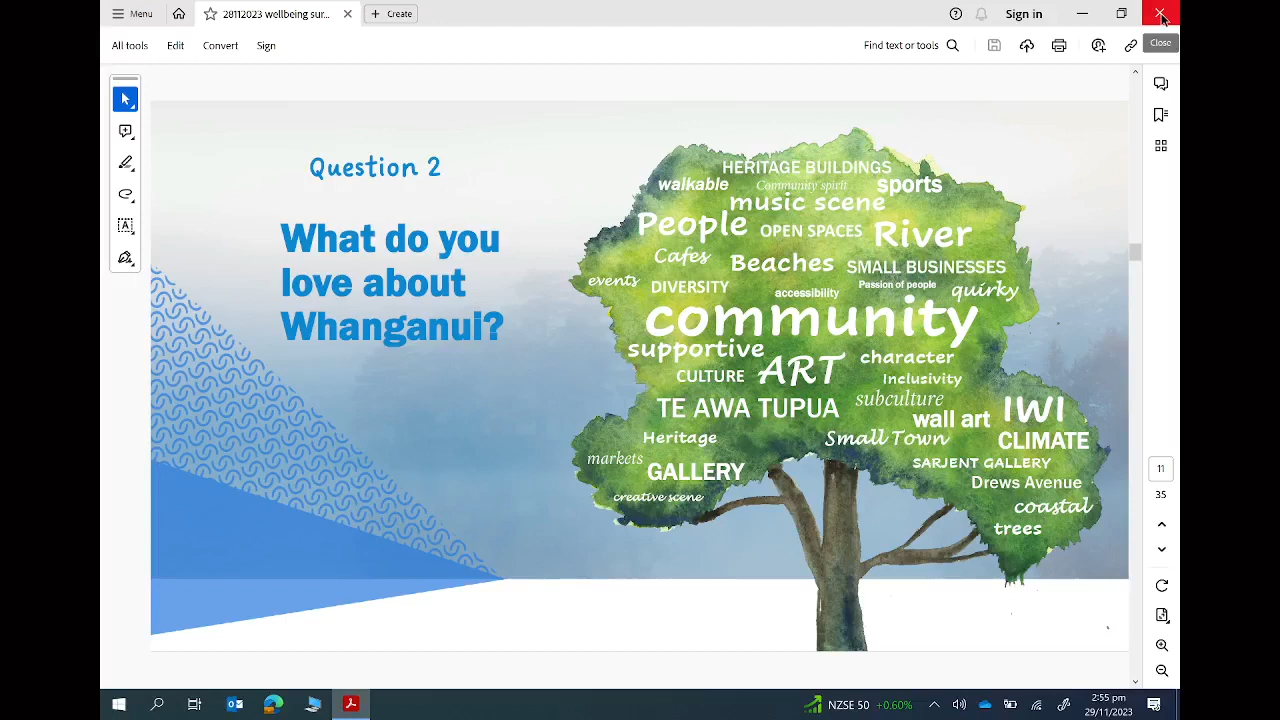 Menu
28112023 wellbeing sur...
Create
Sign in
All tools
Edit
Convert
Sign
Find text or tools
Close
Question 2
What do you
love about
Whanganui?
HERITAGE BUILDINGS
walkable
Community spirit
sports
music scene
People
OPEN SPACES
River
Cafes
Beaches
SMALL BUSINESSES
events
DIVERSITY
accessibility
Passion of people
quirky
community
supportive
ART
character
CULTURE
Inclusivity
subculture
TE AWA TUPUA
wall art
IWI
Heritage
Small Town
CLIMATE
markets
GALLERY
SARJENT GALLERY
Drews Avenue
creative scene
coastal
trees
11
35
NZSE 50 +0.60%
2:55 pm
29/11/2023